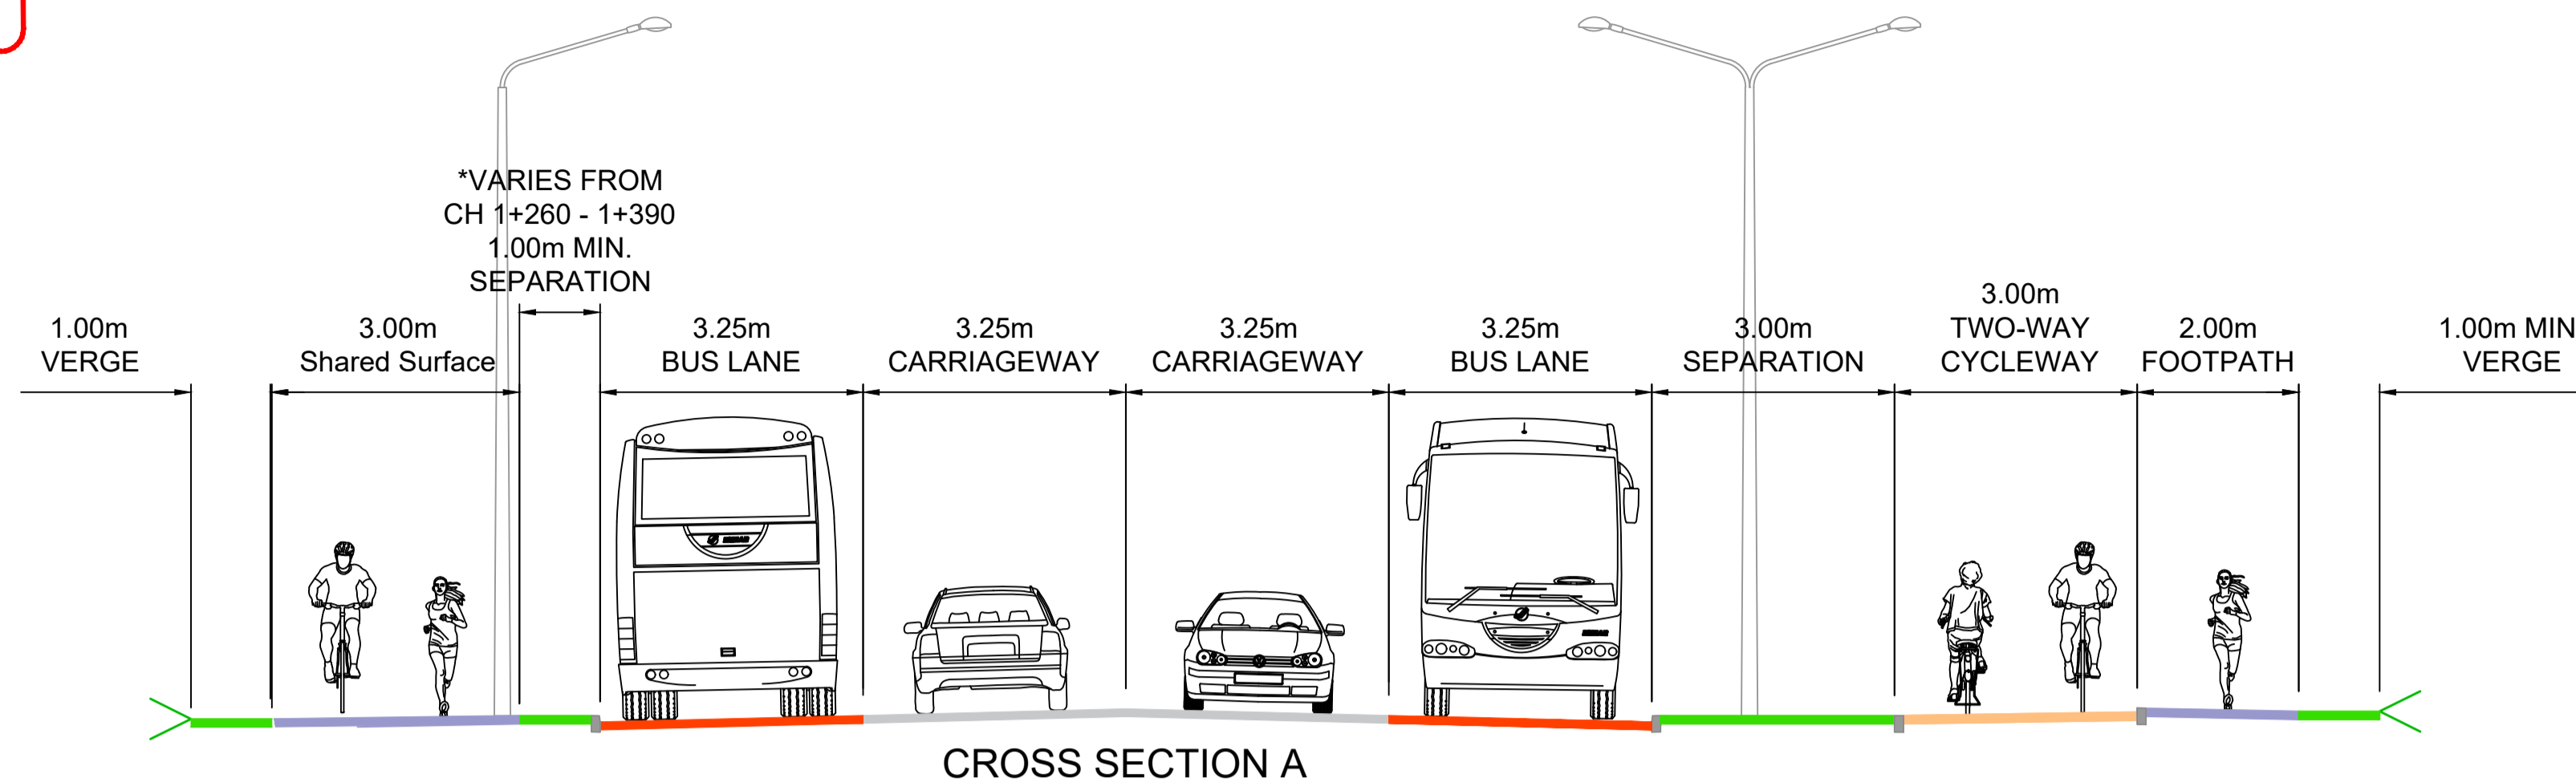 *VARIES FROM
CH 1+260 - 1+390
1.00m MIN.
SEPARATION
1.00m
VERGE
3.00m
Shared Surface
3.25m
BUS LANE
3.25m
CARRIAGEWAY
3.25m
CARRIAGEWAY
3.25m
BUS LANE
3.00m
SEPARATION
3.00m
TWO-WAY
CYCLEWAY
2.00m
FOOTPATH
1.00m MIN
VERGE
CROSS SECTION A